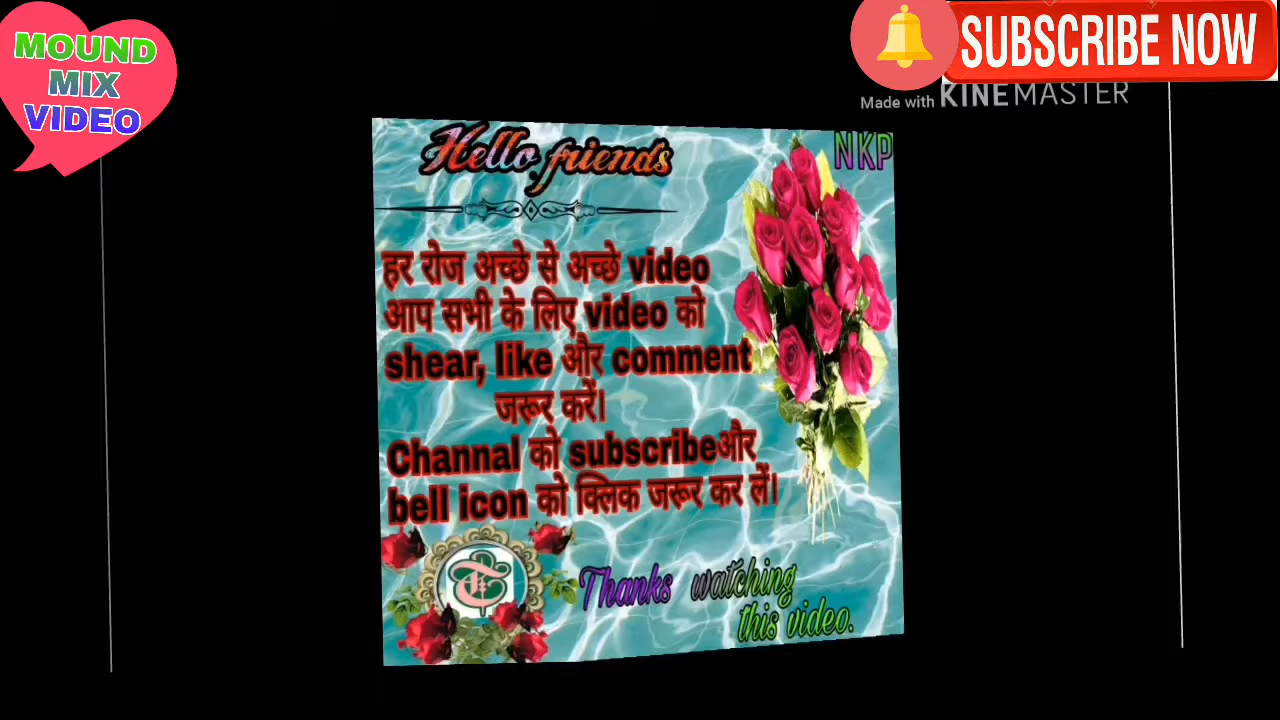 MOUND
MIX
VIDEO
SUBSCRIBE NOW
Made with KINEMASTER
Hello friends
NKP
हर रोज अच्छे से अच्छे video
आप सभी के लिए video को
shear, like और comment
जरूर करें।
Channal को subscribeऔर
bell icon को क्लिक जरूर कर लें।
Thanks watching
this video.